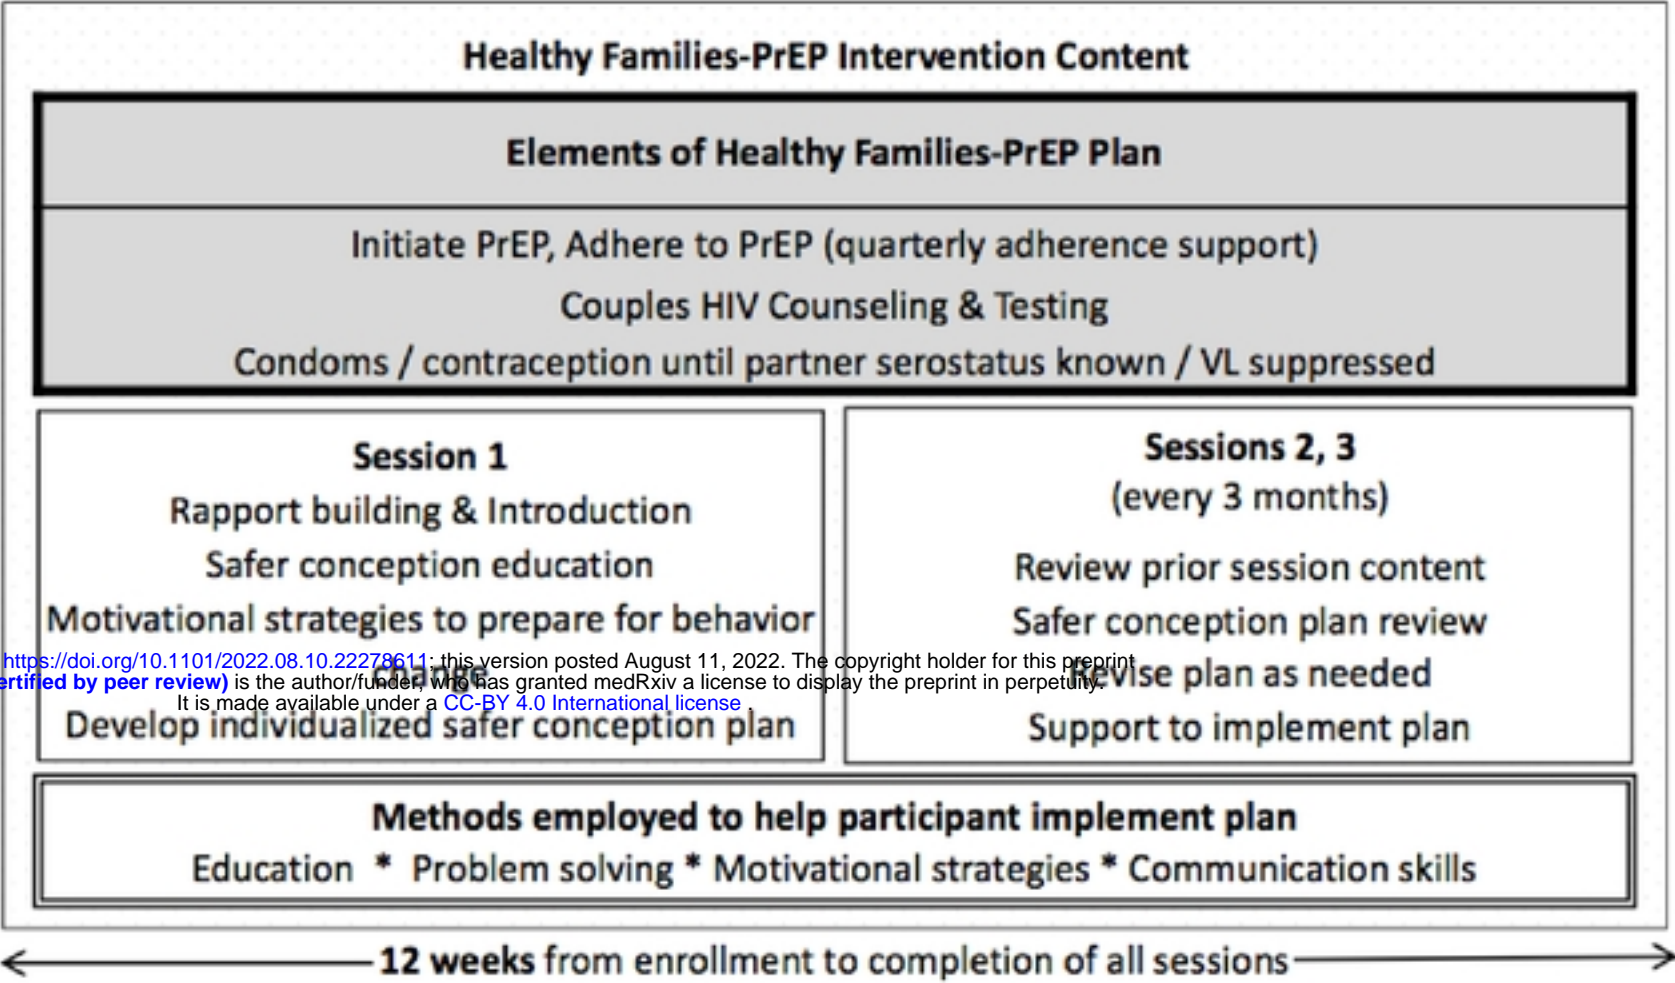 Healthy Families-PrEP Intervention Content
Elements of Healthy Families-PrEP Plan
Initiate PrEP, Adhere to PrEP (quarterly adherence support)
Couples HIV Counseling & Testing
Condoms / contraception until partner serostatus known / VL suppressed
Session 1
Rapport building & Introduction
Safer conception education
Motivational strategies to prepare for behavior
change
Develop individualized safer conception plan
Sessions 2, 3
(every 3 months)
Review prior session content
Safer conception plan review
Revise plan as needed
Support to implement plan
https://doi.org/10.1101/2022.08.10.22278611; this version posted August 11, 2022. The copyright holder for this preprint
ertified by peer review) is the author/funder, who has granted medRxiv a license to display the preprint in perpetuity.
It is made available under a CC-BY 4.0 International license .
Methods employed to help participant implement plan
Education * Problem solving * Motivational strategies * Communication skills
12 weeks from enrollment to completion of all sessions